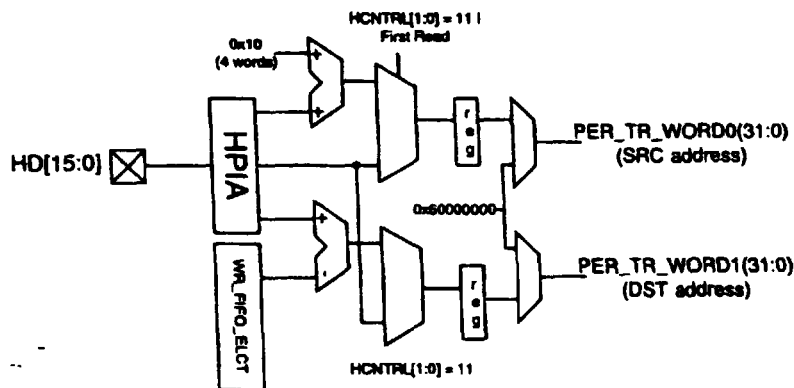 HCNTRL[1:0] = 11 |
First Read
0x10
(4 words)
+
+
r
e
g
PER_TR_WORD0(31:0)
(SRC address)
HD[15:0]
HPIA
0x60000000
+
-
WR_FIFO_ELCT
r
e
g
PER_TR_WORD1(31:0)
(DST address)
HCNTRL[1:0] = 11